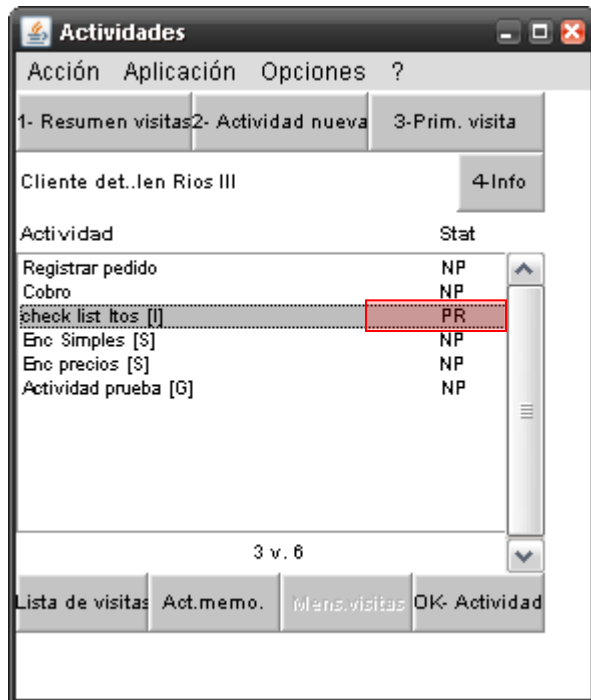 Actividades
Acción Aplicación Opciones ?
1- Resumen visitas 2- Actividad nueva 3-Prim. visita
Cliente det..len Rios III 4-Info
Actividad Stat
Registrar pedido NP
Cobro NP
check list ltos [I] PR
Enc Simples [S] NP
Enc precios [S] NP
Actividad prueba [G] NP
3 v. 6
Lista de visitas Act.memo. Mens.visitas OK- Actividad